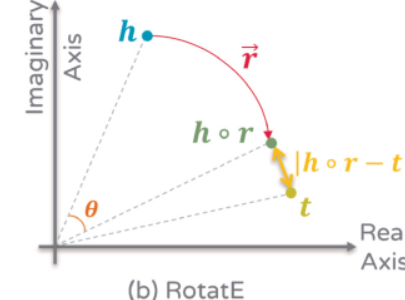 Imaginary
Axis
h
r⃗
h ∘ r
|h ∘ r − t
θ
t
Rea
Axis
(b) RotatE